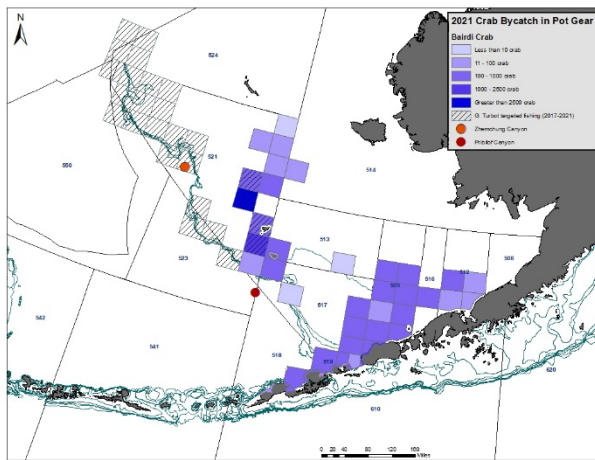 N
2021 Crab Bycatch in Pot Gear
Bairdi Crab
Less than 10 crab
11 - 100 crab
100 - 1000 crab
1000 - 2500 crab
Greater than 2500 crab
G. Turbot targeted fishing (2017-2021)
Zhemchung Canyon
Pribilof Canyon
524
550
521
514
513
523
516
512
508
509
517
542
541
518
519
620
610
0 20 40 80 120 160
Miles